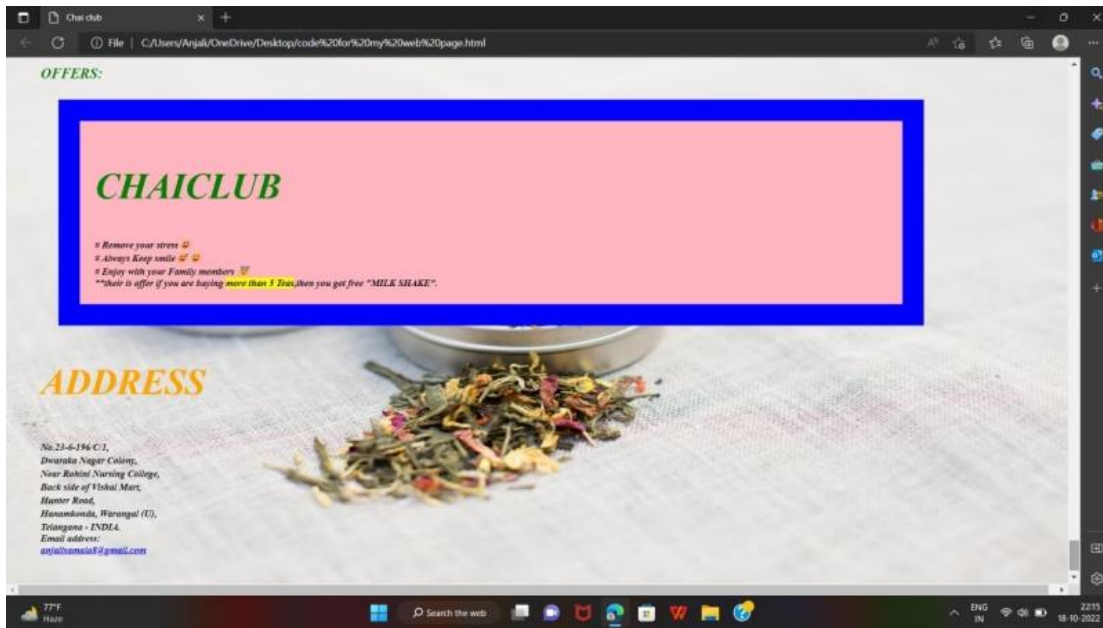 Chai club
File | C:/Users/Anjali/OneDrive/Desktop/code%20for%20my%20web%20page.html
OFFERS:
CHAICLUB
# Remove your stress
# Always Keep smile
# Enjoy with your Family members
**their is offer if you are buying more than 5 Teas,then you get free "MILK SHAKE".
ADDRESS
No.23-6-196/C/1,
Dwaraka Nagar Colony,
Near Rohini Nursing College,
Back side of Vishal Mart,
Hunter Road,
Hanamkonda, Warangal (U),
Telangana - INDIA.
Email address:
anjalisamala8@gmail.com
77°F
Haze
Search the web
ENG
IN
22:15
18-10-2022